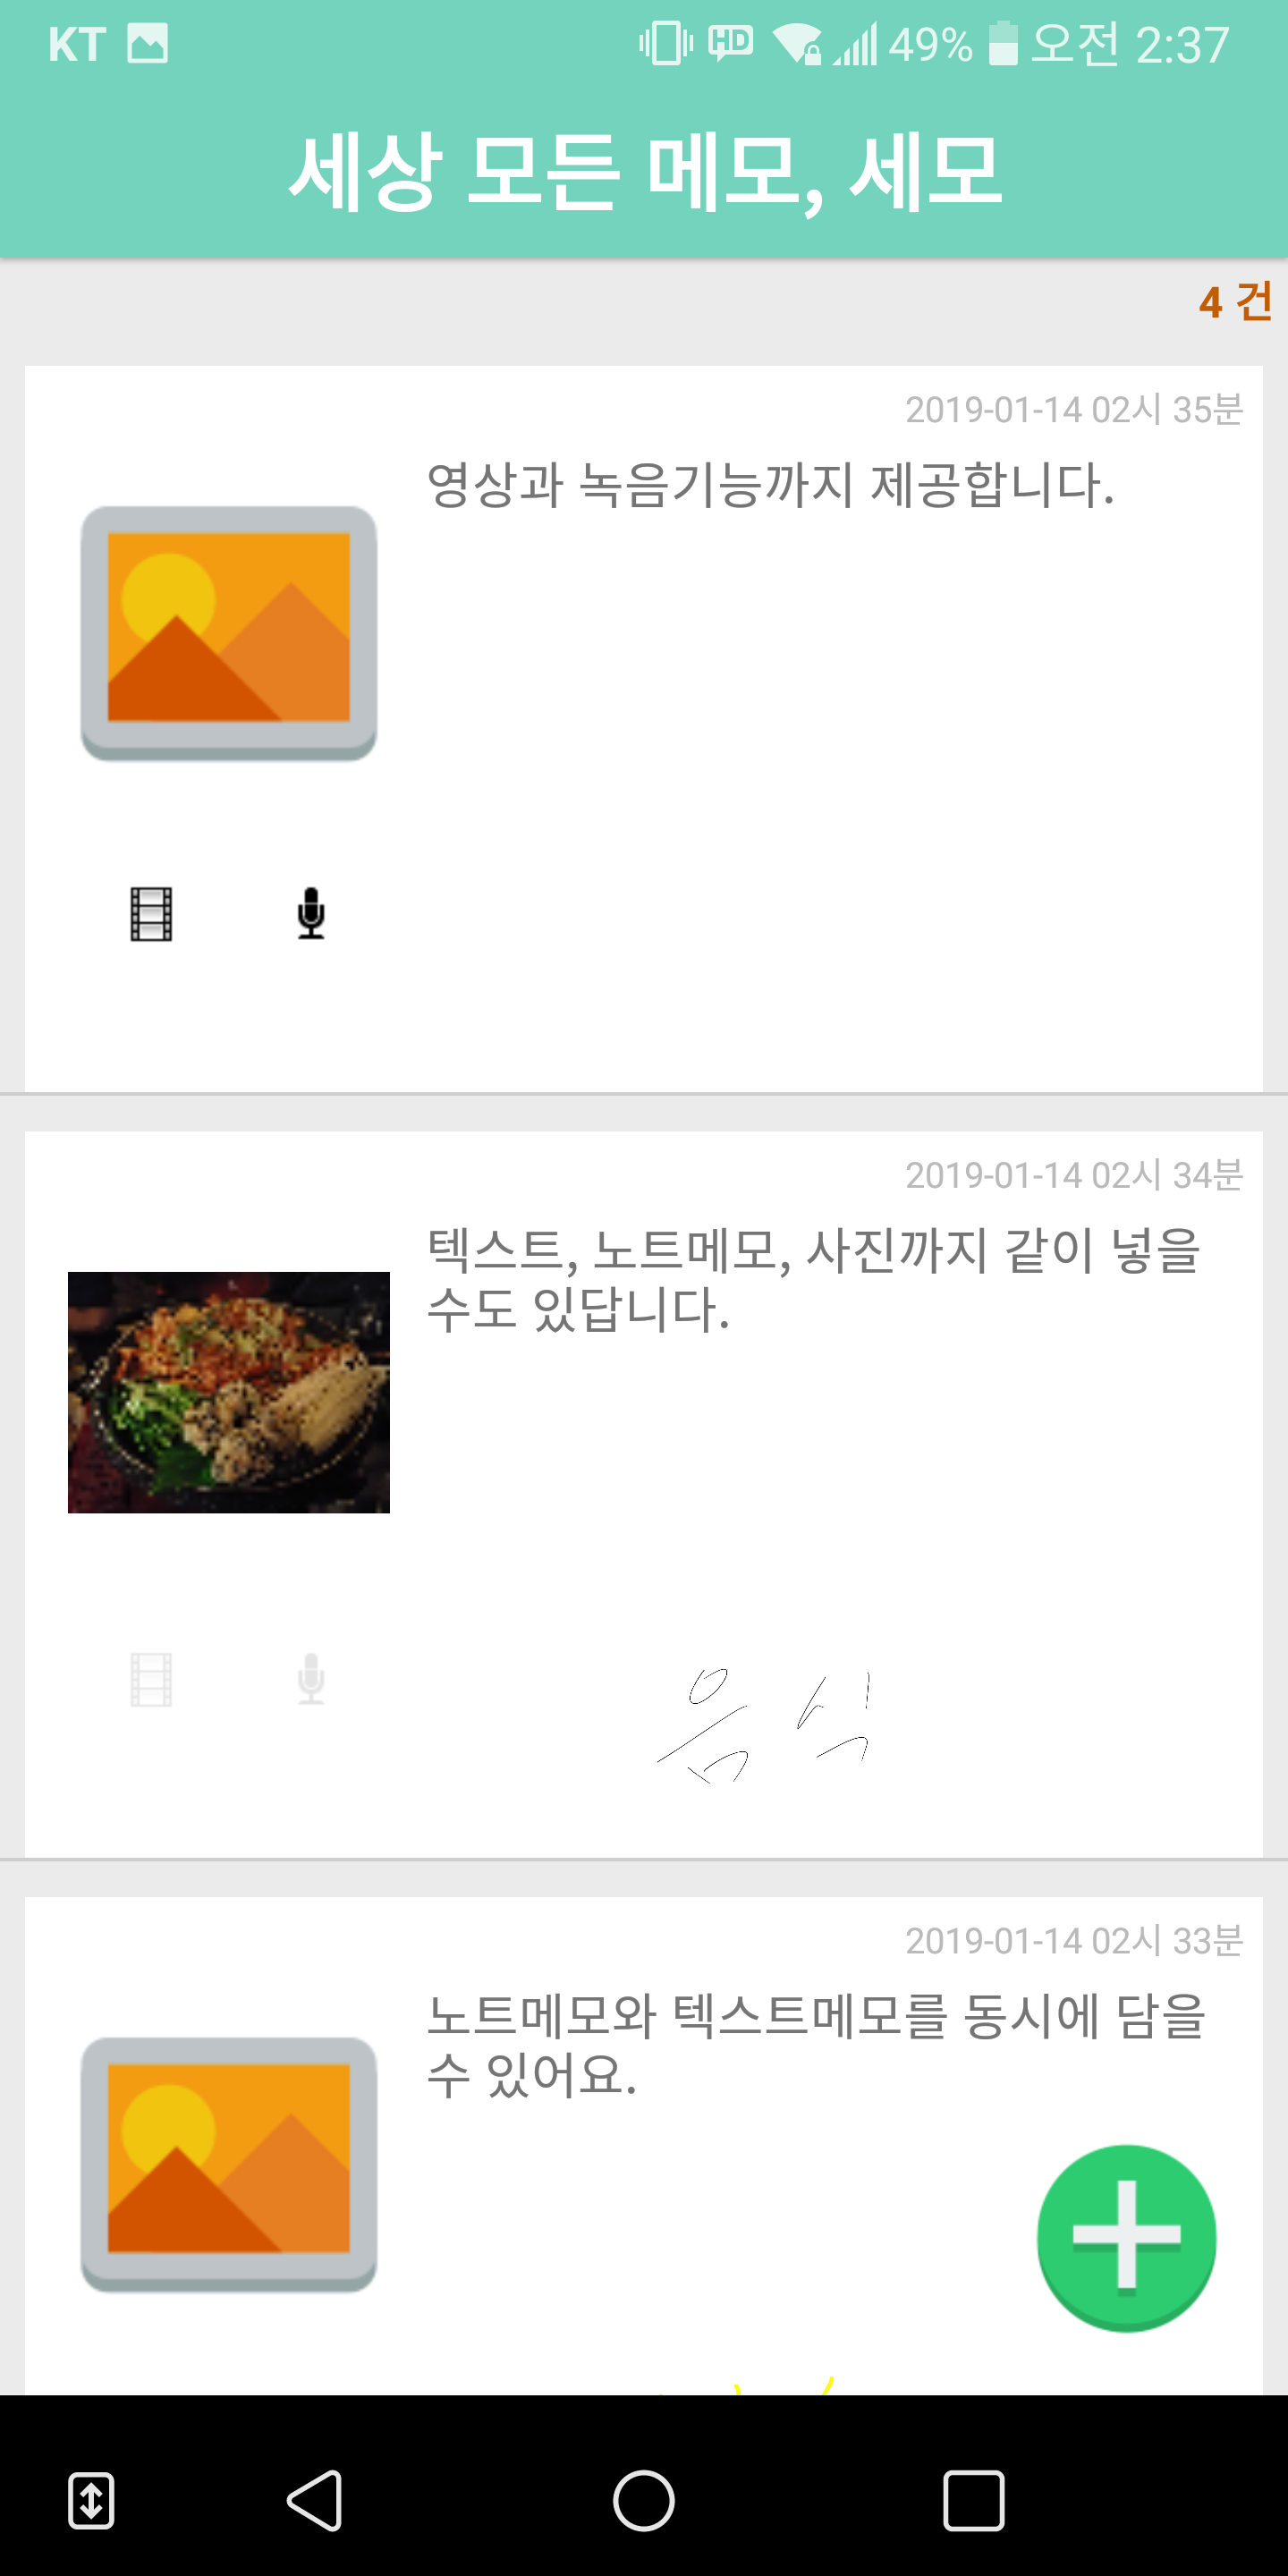 KT HD 49% 오전 2:37
세상 모든 메모, 세모
4 건
2019-01-14 02시 35분
영상과 녹음기능까지 제공합니다.
2019-01-14 02시 34분
텍스트, 노트메모, 사진까지 같이 넣을
수도 있답니다.
음식
2019-01-14 02시 33분
노트메모와 텍스트메모를 동시에 담을
수 있어요.